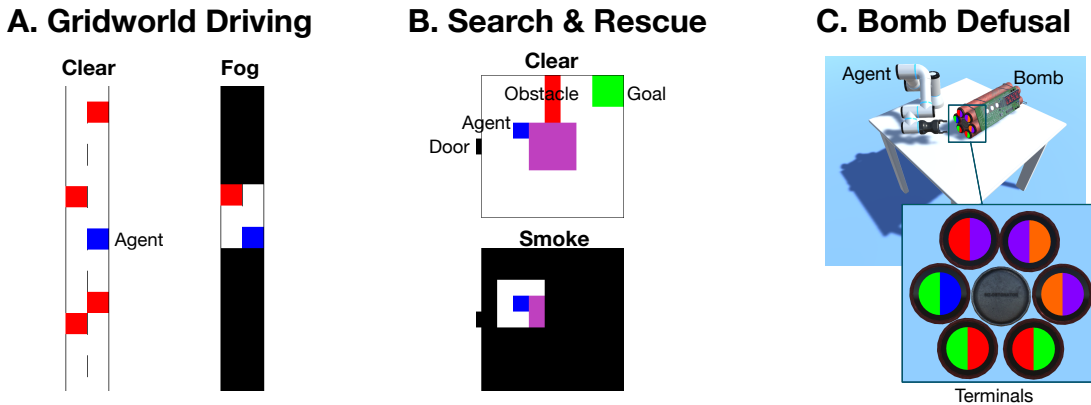 A. Gridworld Driving
Clear
Fog
Agent
B. Search & Rescue
Clear
Obstacle
Goal
Agent
Door
Smoke
C. Bomb Defusal
Agent
Bomb
Terminals